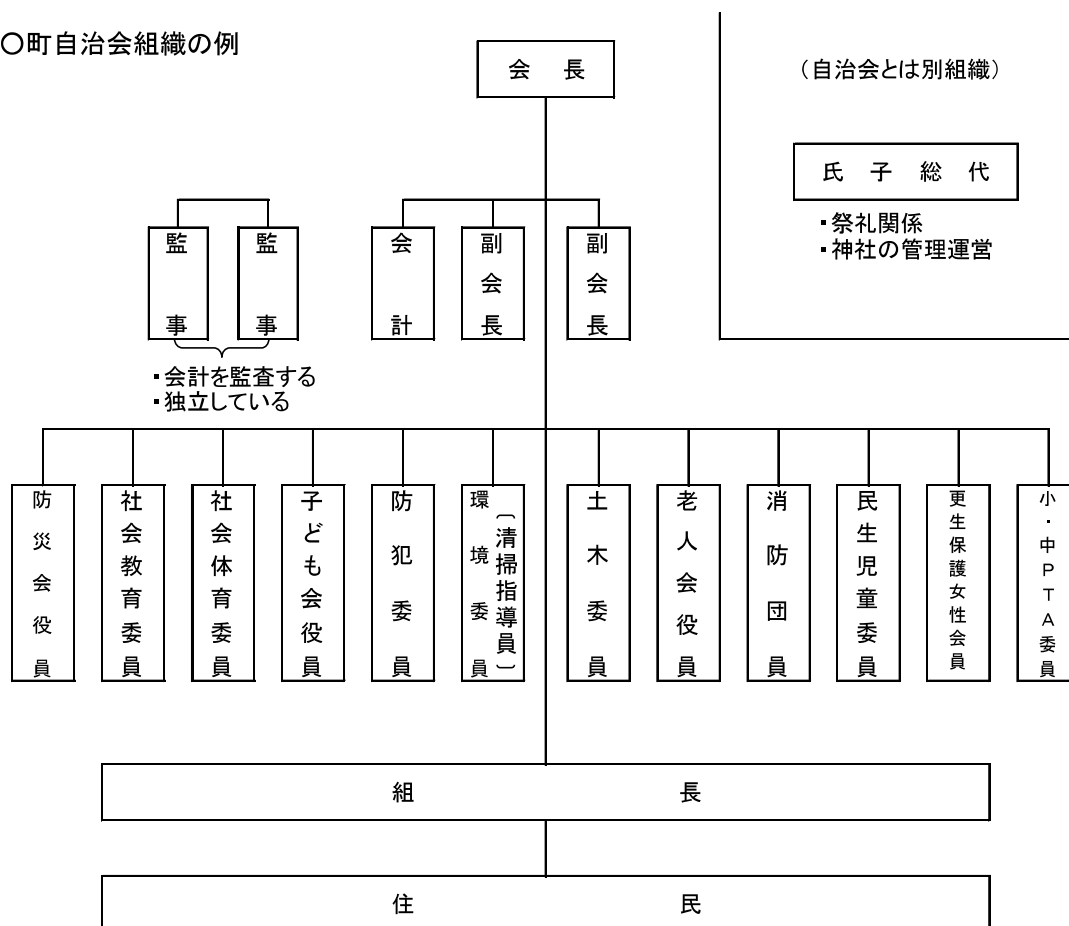 〇町自治会組織の例
会長
（自治会とは別組織）
氏子総代
・祭礼関係
・神社の管理運営
監事
監事
会計
副会長
副会長
・会計を監査する
・独立している
防災会役員
社会教育委員
社会体育委員
子ども会役員
防犯委員
環境委員
〔清掃指導員〕
土木委員
老人会役員
消防団員
民生児童委員
更生保護女性会員
小・中PTA委員
組長
住民